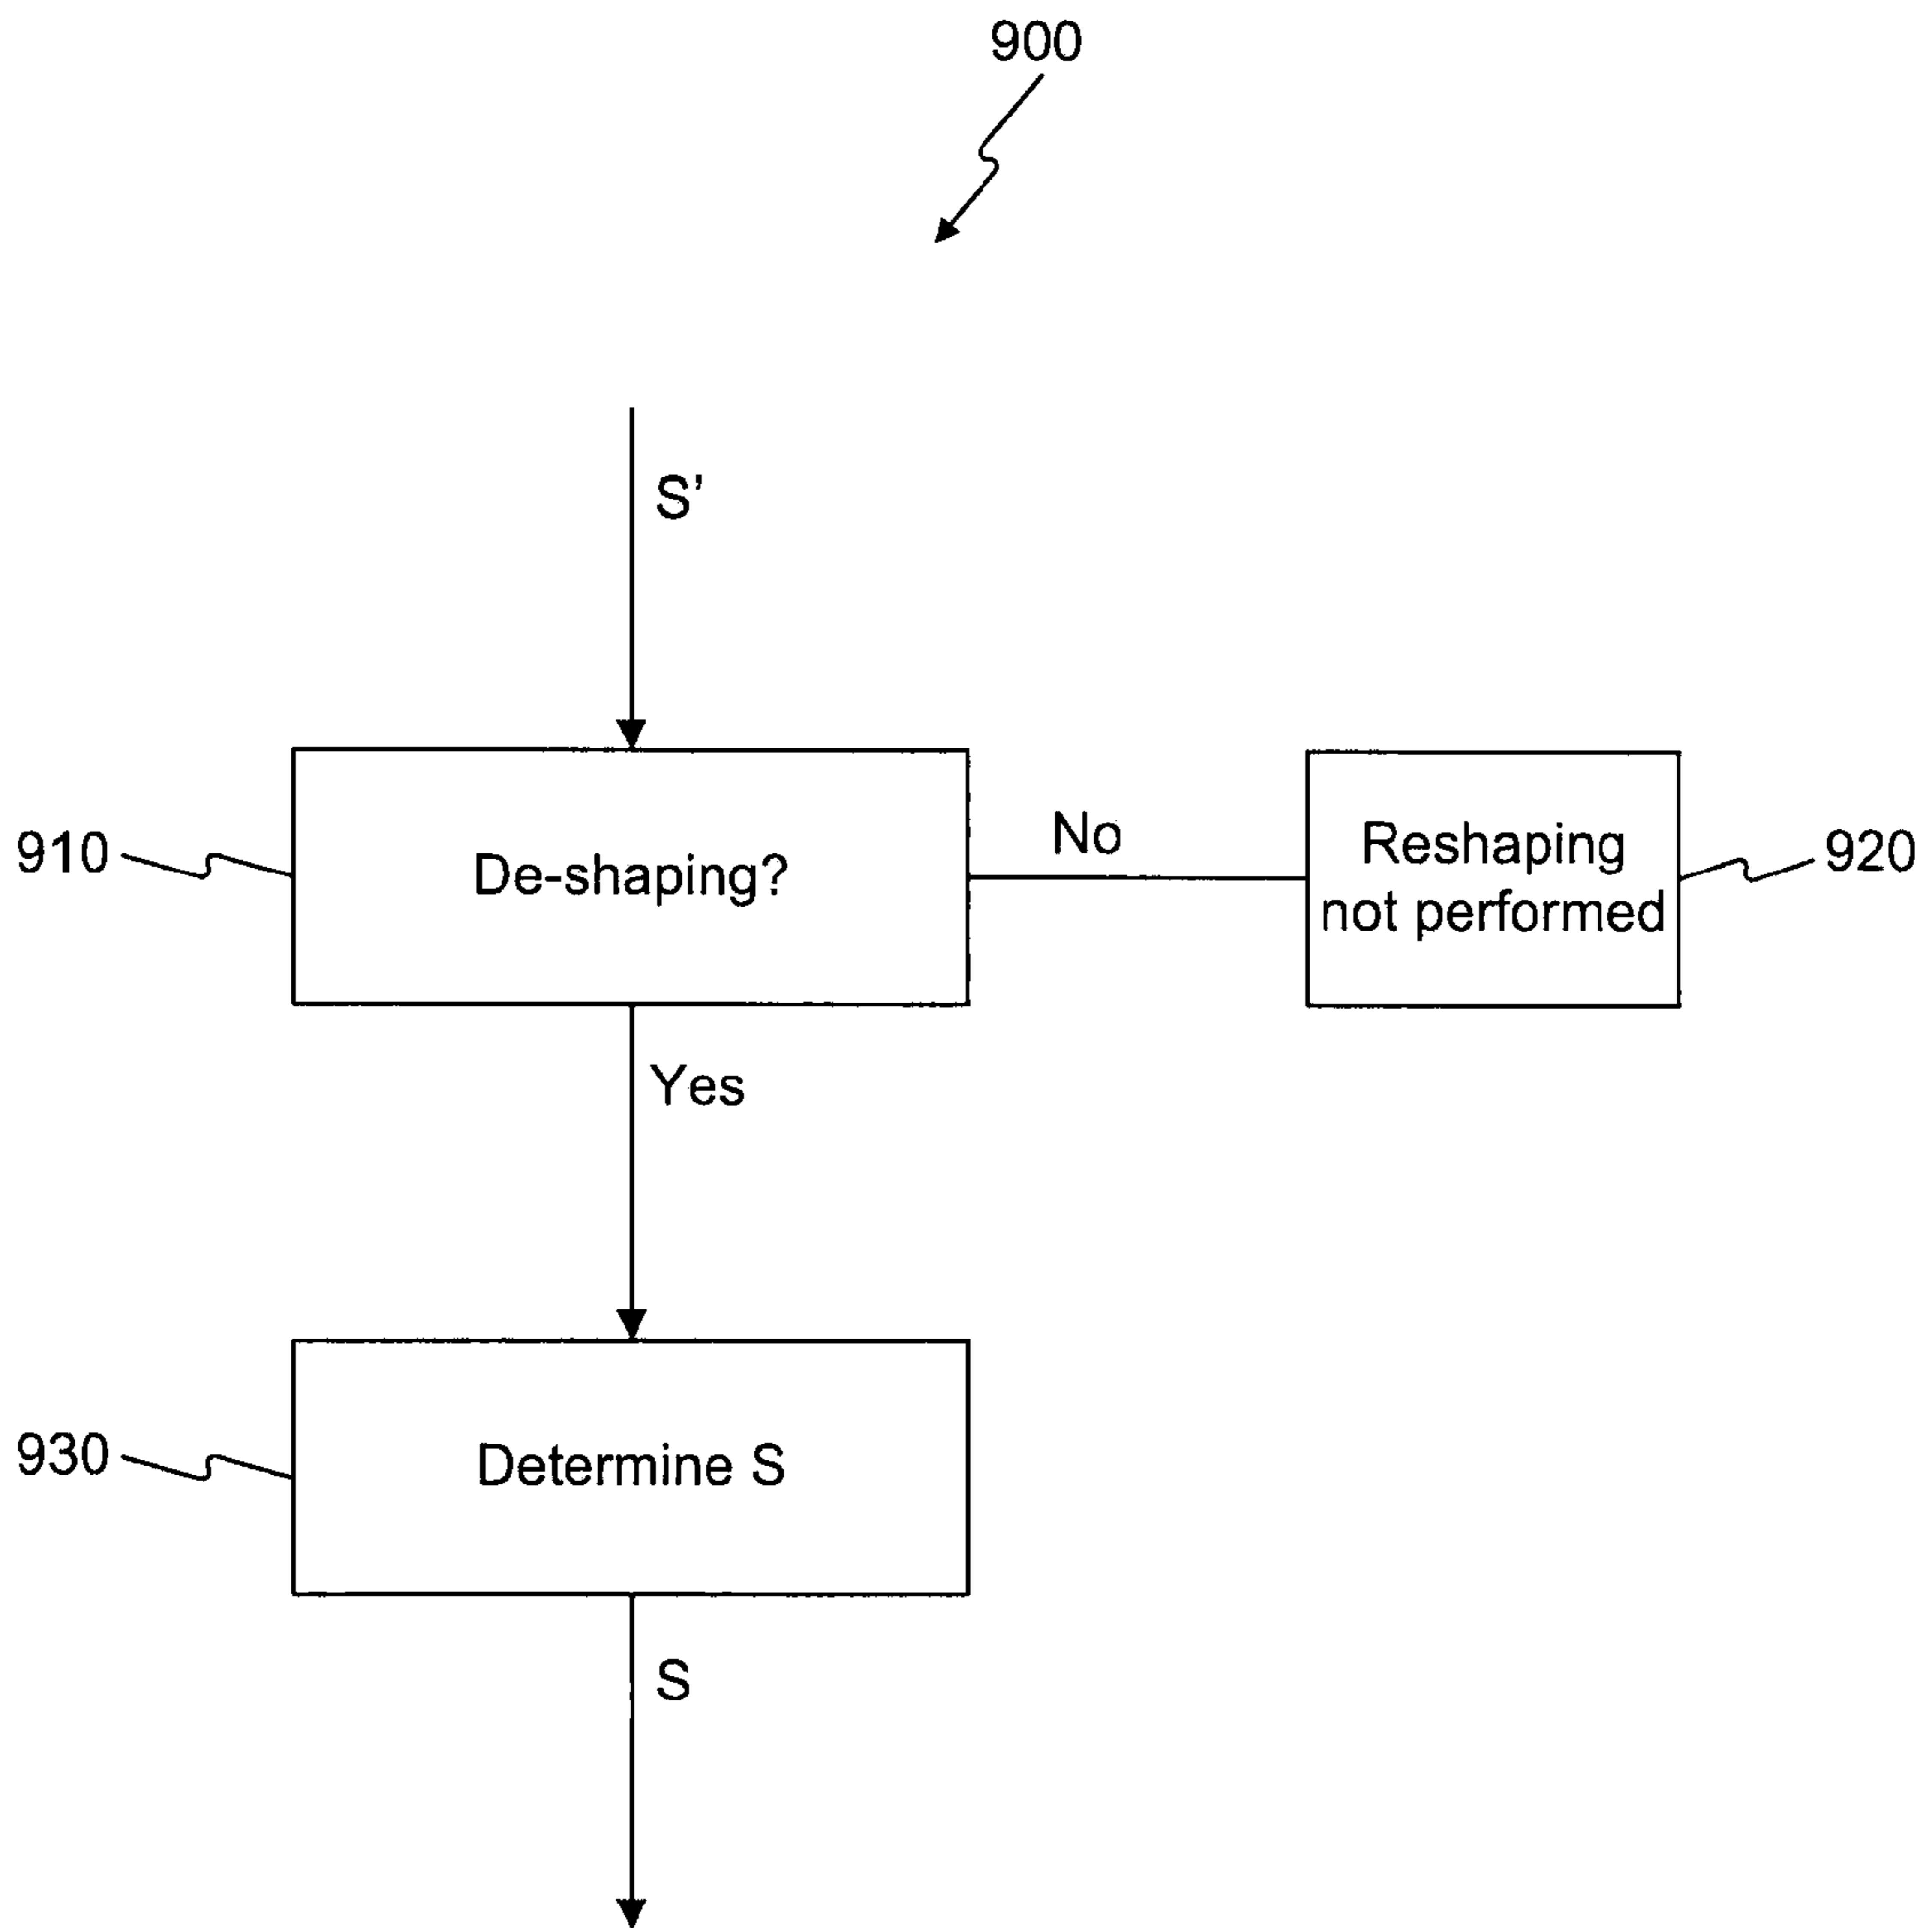 900
S’
910
De-shaping?
No
Reshaping
not performed
920
Yes
930
Determine S
S